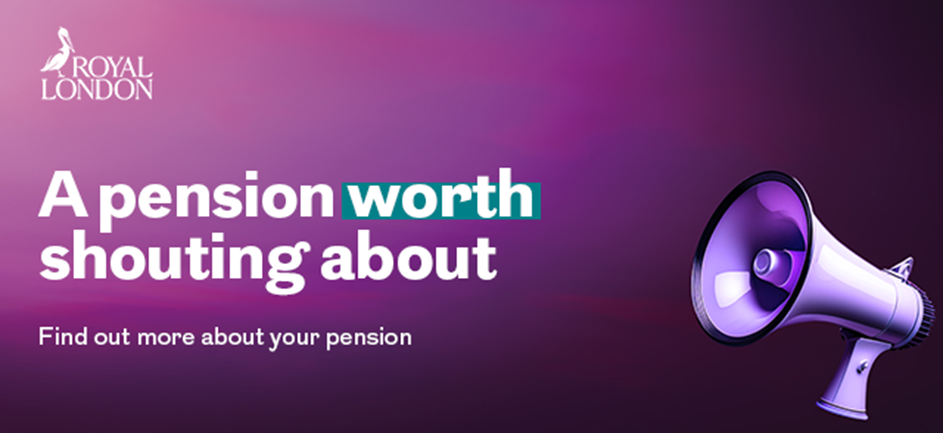 ROYAL
LONDON
A pension worth
shouting about
Find out more about your pension